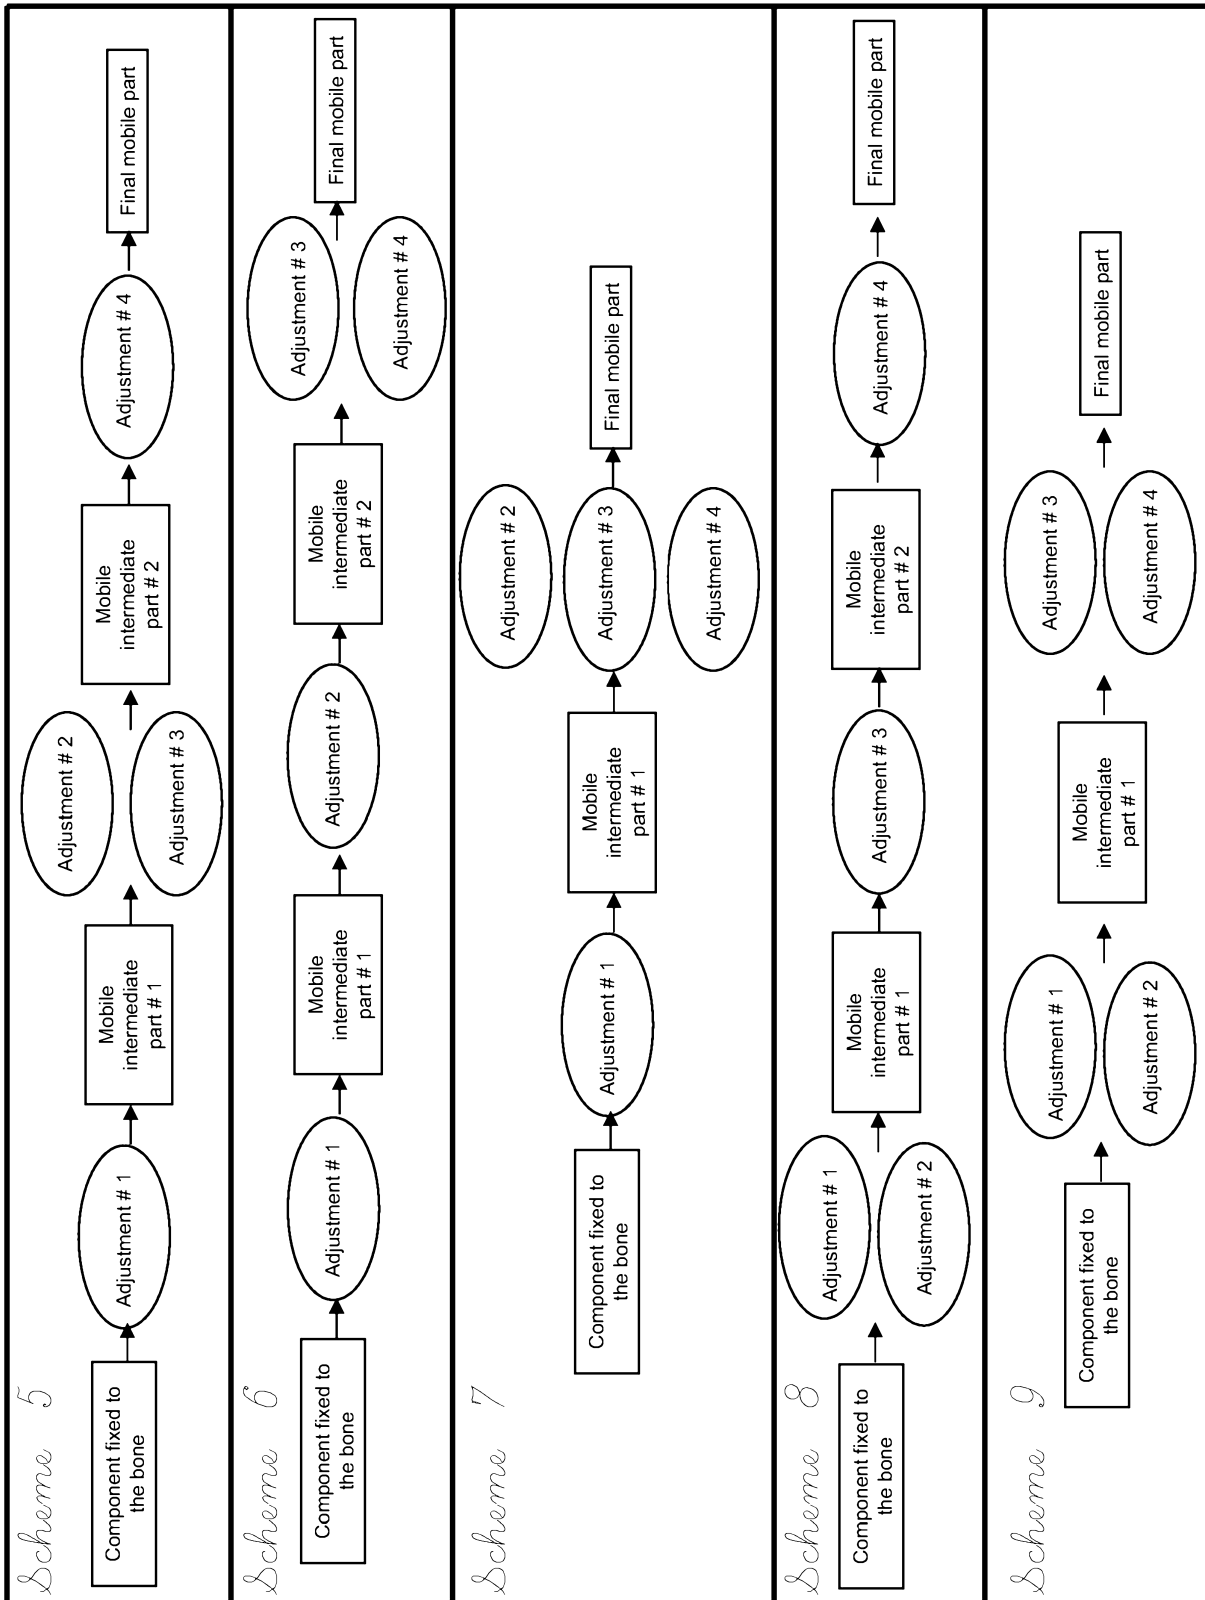 Scheme 5
Component fixed to
the bone
Adjustment # 1
Mobile
intermediate
part # 1
Adjustment # 2
Adjustment # 3
Mobile
intermediate
part # 2
Adjustment # 4
Final mobile part
Scheme 6
Component fixed to
the bone
Adjustment # 1
Mobile
intermediate
part # 1
Adjustment # 2
Mobile
intermediate
part # 2
Adjustment # 3
Adjustment # 4
Final mobile part
Scheme 7
Component fixed to
the bone
Adjustment # 1
Mobile
intermediate
part # 1
Adjustment # 2
Adjustment # 3
Adjustment # 4
Final mobile part
Scheme 8
Component fixed to
the bone
Adjustment # 1
Adjustment # 2
Mobile
intermediate
part # 1
Adjustment # 3
Mobile
intermediate
part # 2
Adjustment # 4
Final mobile part
Scheme 9
Component fixed to
the bone
Adjustment # 1
Adjustment # 2
Mobile
intermediate
part # 1
Adjustment # 3
Adjustment # 4
Final mobile part